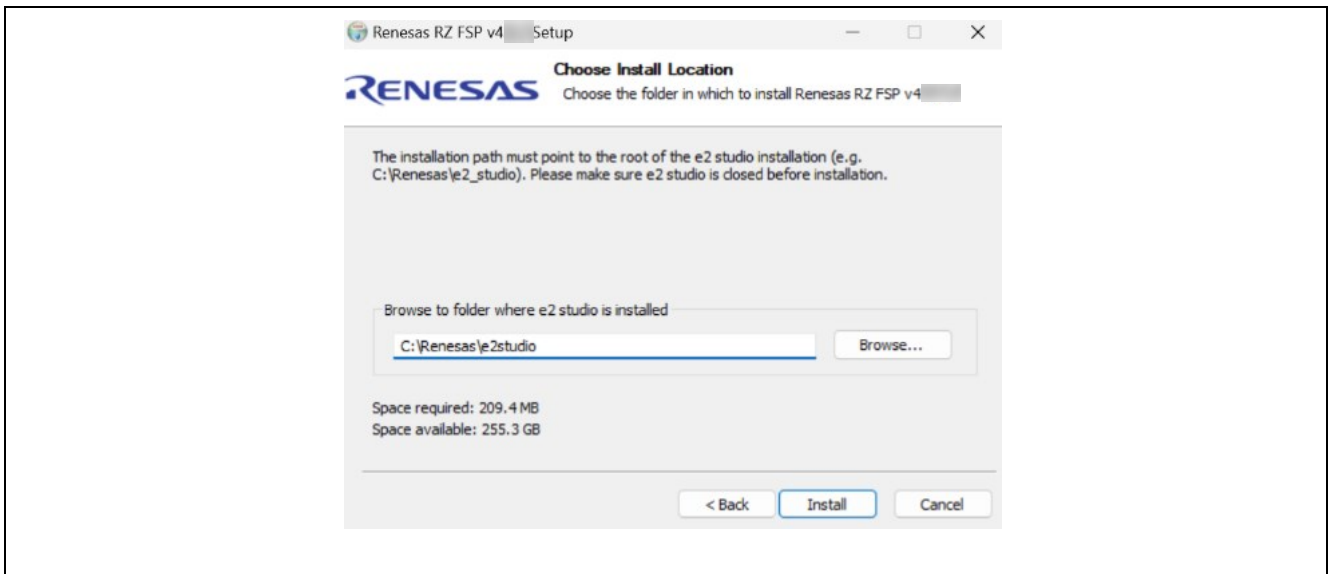 Renesas RZ FSP v4 Setup
RENESAS
Choose Install Location
Choose the folder in which to install Renesas RZ FSP v4
The installation path must point to the root of the e2 studio installation (e.g.
C:\Renesas\e2_studio). Please make sure e2 studio is closed before installation.
Browse to folder where e2 studio is installed
C:\Renesas\e2studio
Browse...
Space required: 209.4 MB
Space available: 255.3 GB
< Back
Install
Cancel